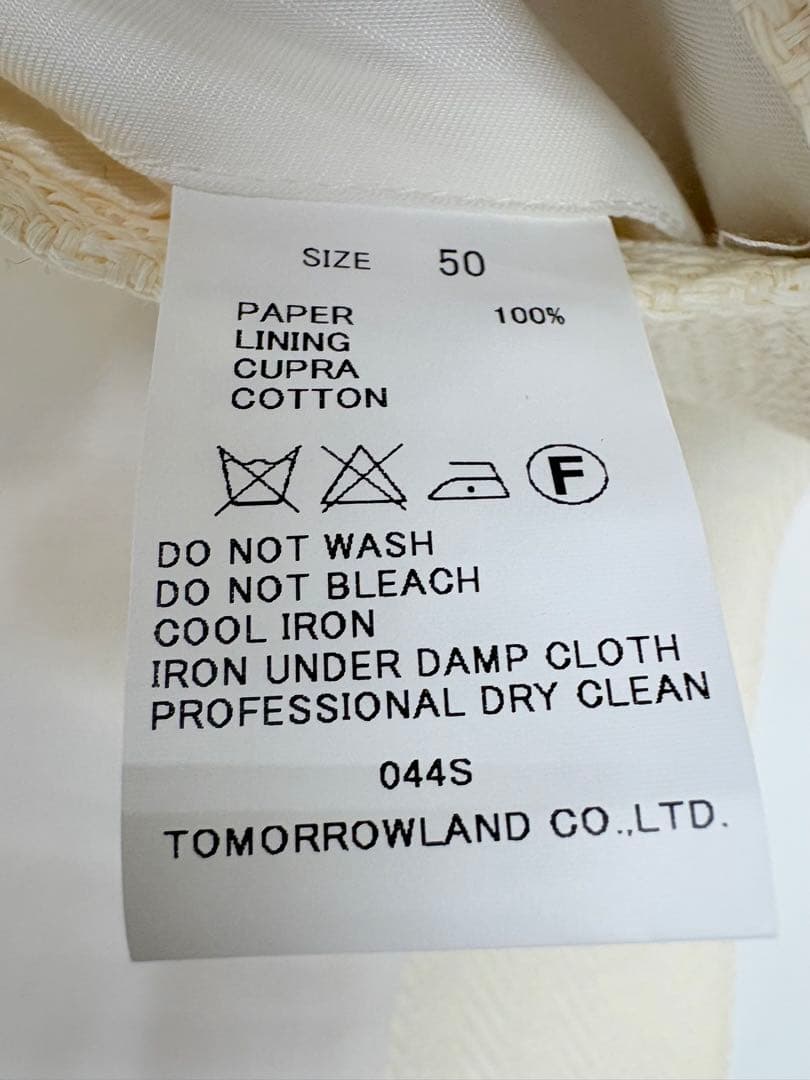 SIZE 50
PAPER 100%
LINING
CUPRA
COTTON
F
DO NOT WASH
DO NOT BLEACH
COOL IRON
IRON UNDER DAMP CLOTH
PROFESSIONAL DRY CLEAN
044S
TOMORROWLAND CO.,LTD.